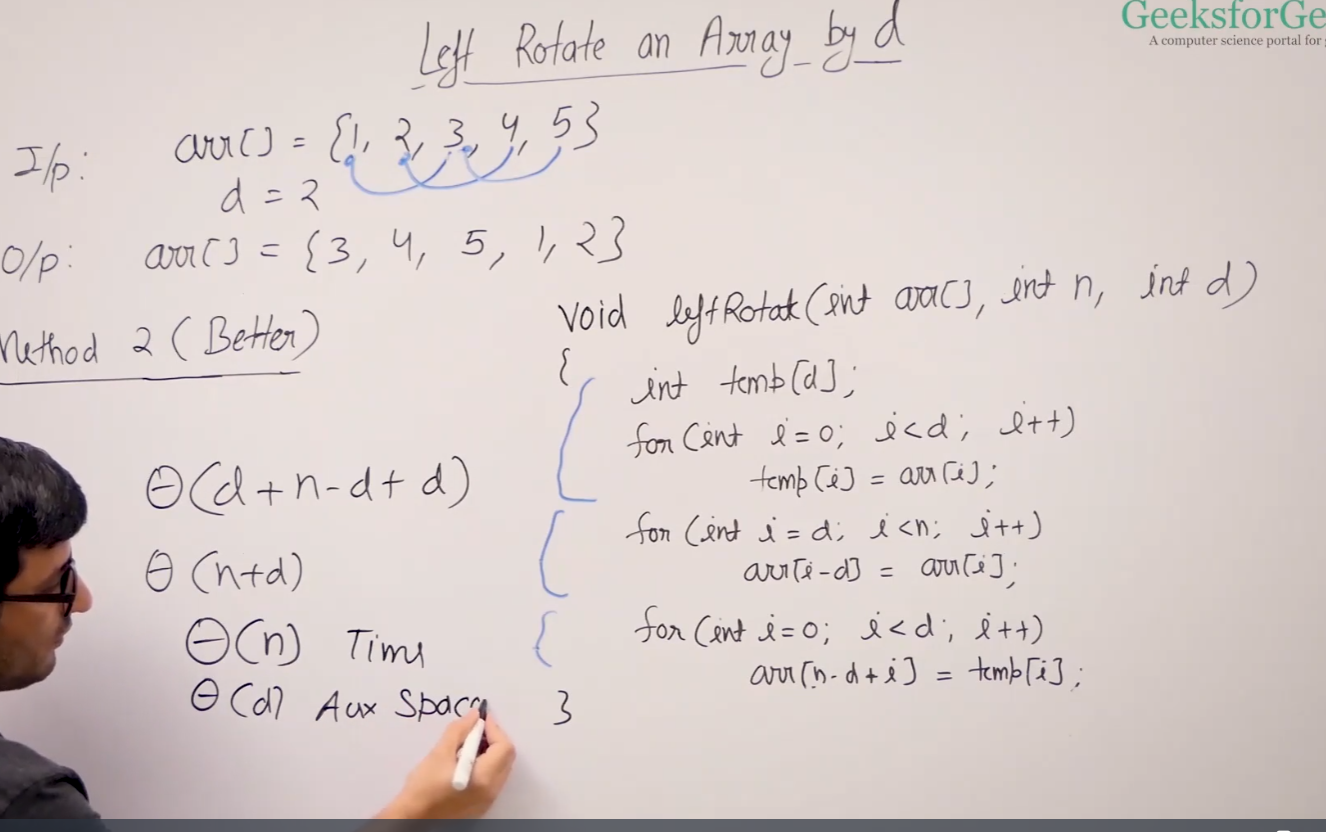 GeeksforGe
A computer science portal for
Left Rotate an Array by d
I/p: arr[] = {1, 2, 3, 4, 5}
d = 2
O/p: arr[] = {3, 4, 5, 1, 2}
Method 2 (Better)
void leftRotate(int arr[], int n, int d)
{
int temp[d];
for (int i=0; i<d; i++)
temp[i] = arr[i];
for (int i=d; i<n; i++)
arr[i-d] = arr[i];
for (int i=0; i<d; i++)
arr[n-d+i] = temp[i];
}
Θ(d+n-d+d)
Θ(n+d)
Θ(n) Time
Θ(d) Aux Space